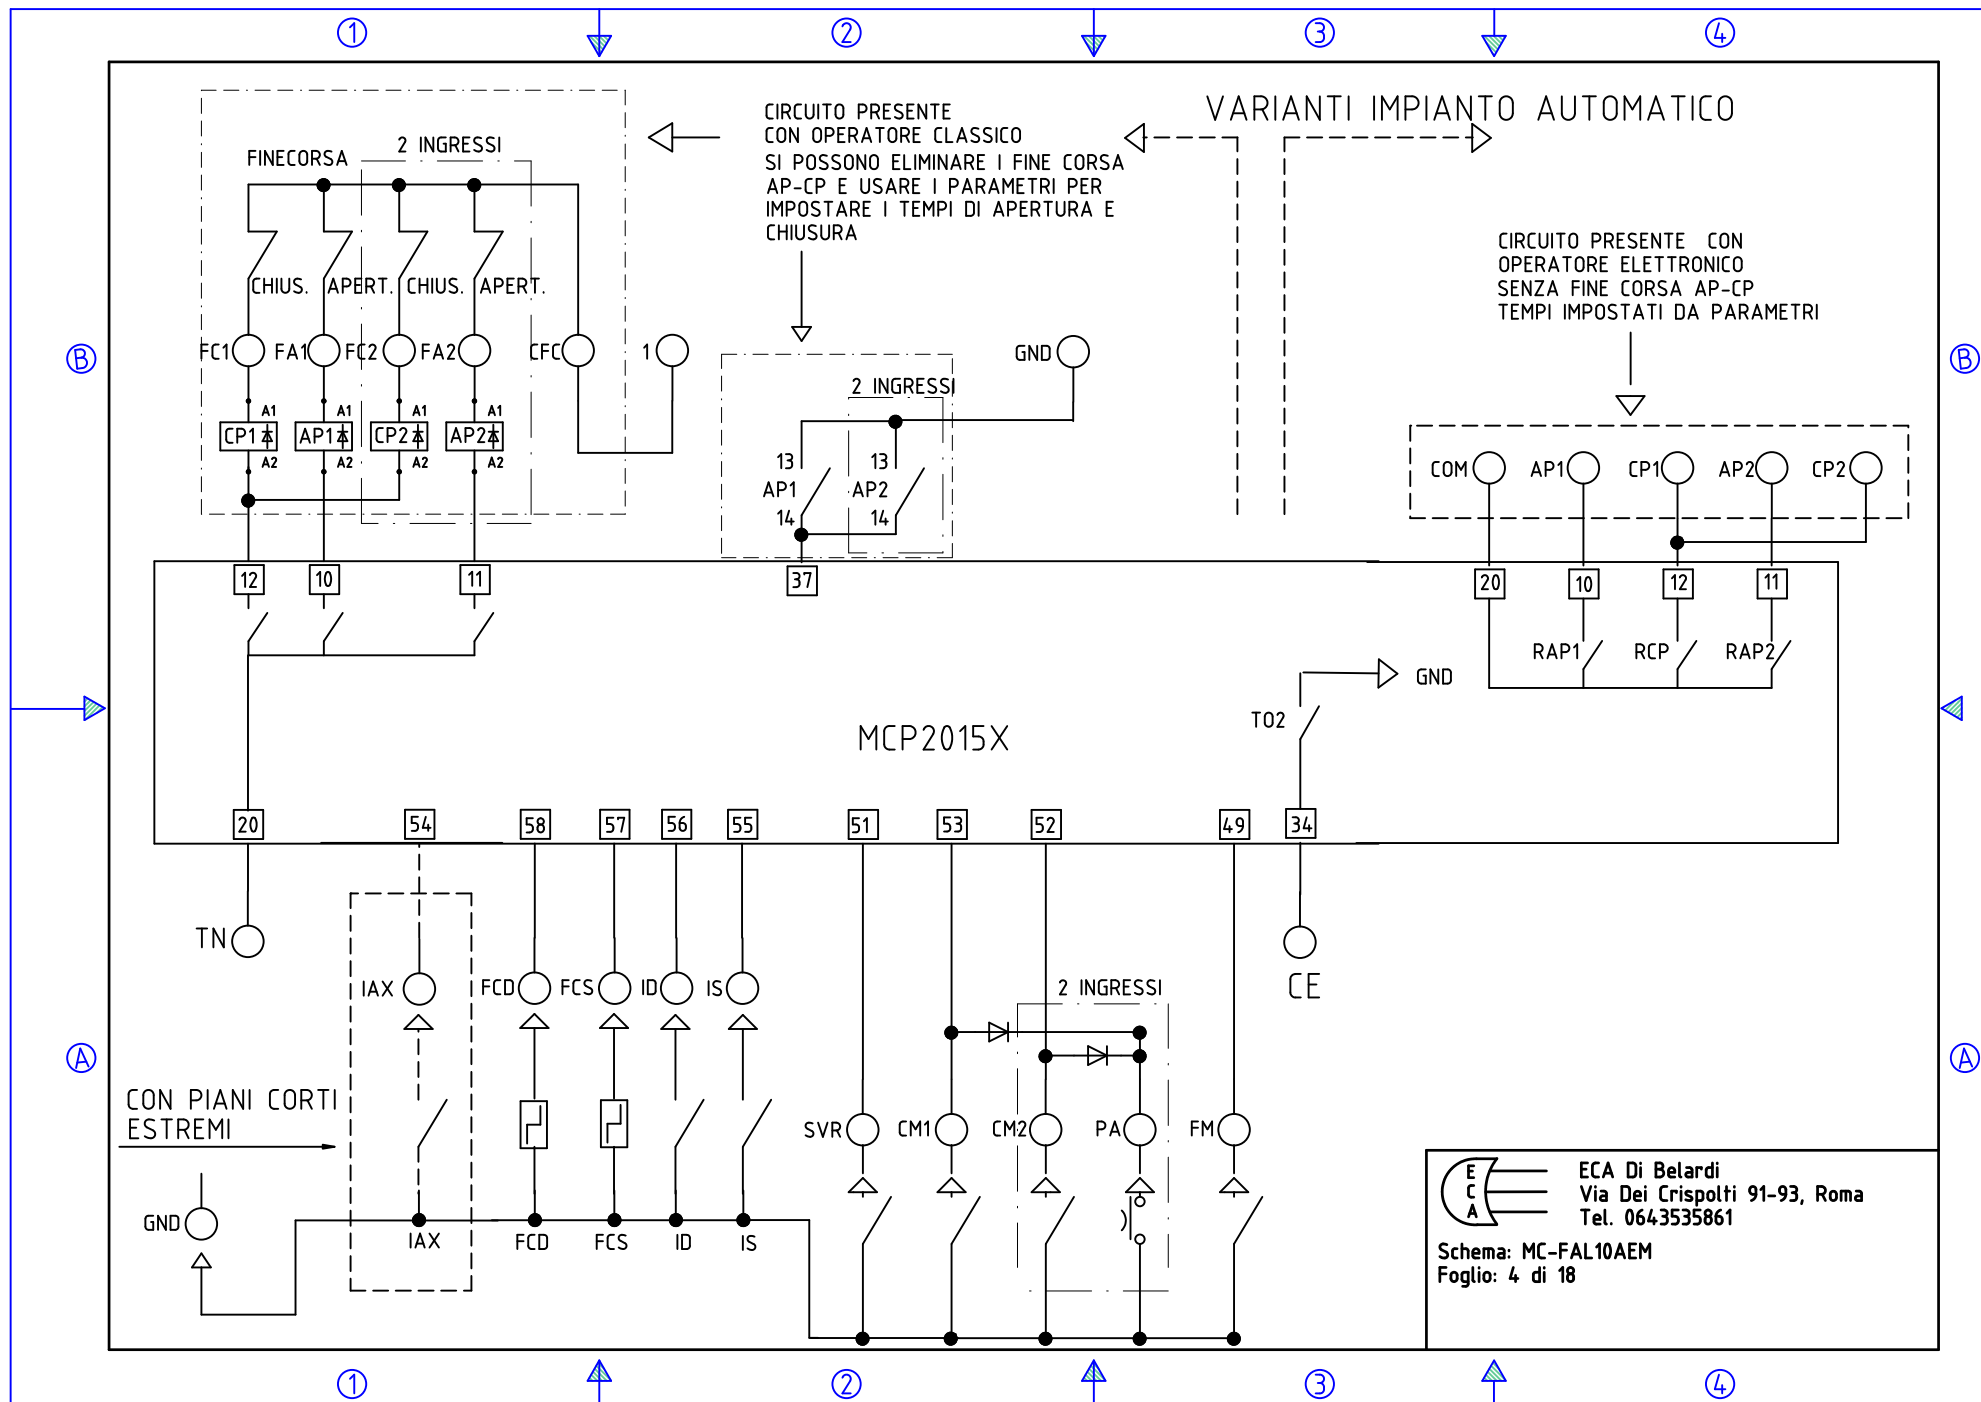 1
2
3
4
VARIANTI IMPIANTO AUTOMATICO
CIRCUITO PRESENTE
CON OPERATORE CLASSICO
SI POSSONO ELIMINARE I FINE CORSA
AP-CP E USARE I PARAMETRI PER
IMPOSTARE I TEMPI DI APERTURA E
CHIUSURA
2 INGRESSI
FINECORSA
CHIUS. APERT. CHIUS. APERT.
CIRCUITO PRESENTE CON
OPERATORE ELETTRONICO
SENZA FINE CORSA AP-CP
TEMPI IMPOSTATI DA PARAMETRI
B
FC1 FA1 FC2 FA2 CFC 1
GND
B
2 INGRESSI
A1 A1 A1 A1
CP1 AP1 CP2 AP2
A2 A2 A2 A2
13 13
AP1 AP2
14 14
COM AP1 CP1 AP2 CP2
12 10 11 37 20 10 12 11
RAP1 RCP RAP2
GND
TO2
MCP2015X
20 54 58 57 56 55 51 53 52 49 34
TN
CE
IAX FCD FCS ID IS
2 INGRESSI
A
A
CON PIANI CORTI
ESTREMI
SVR CM1 CM2 PA FM
GND
IAX FCD FCS ID IS
E
C
A
ECA Di Belardi
Via Dei Crispolti 91-93, Roma
Tel. 0643535861
Schema: MC-FAL10AEM
Foglio: 4 di 18
1
2
3
4